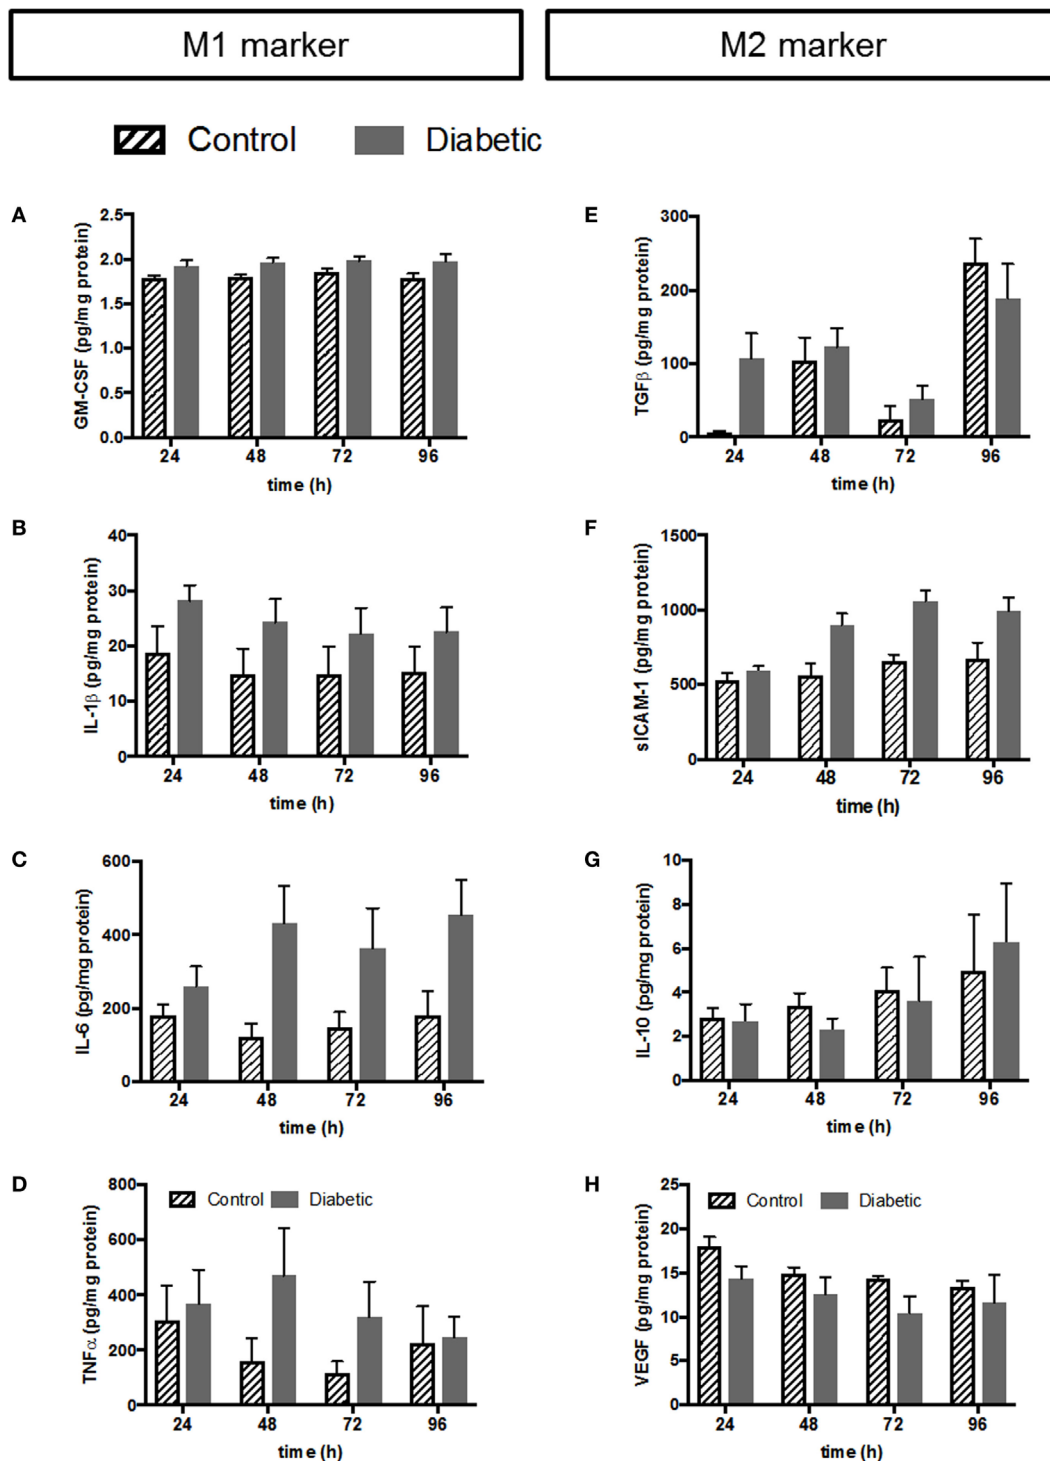 M1 marker
M2 marker
Control
Diabetic
A
GM-CSF (pg/mg protein)
2.5
2.0
1.5
1.0
0.5
0.0
24 48 72 96
time (h)
E
TGFβ (pg/mg protein)
300
200
100
0
24 48 72 96
time (h)
B
IL-1β (pg/mg protein)
40
30
20
10
0
24 48 72 96
time (h)
F
sICAM-1 (pg/mg protein)
1500
1000
500
0
24 48 72 96
time (h)
C
IL-6 (pg/mg protein)
600
400
200
0
24 48 72 96
time (h)
G
IL-10 (pg/mg protein)
10
8
6
4
2
0
24 48 72 96
time (h)
D
TNFα (pg/mg protein)
800
600
400
200
0
Control Diabetic
24 48 72 96
time (h)
H
VEGF (pg/mg protein)
25
20
15
10
5
0
Control Diabetic
24 48 72 96
time (h)